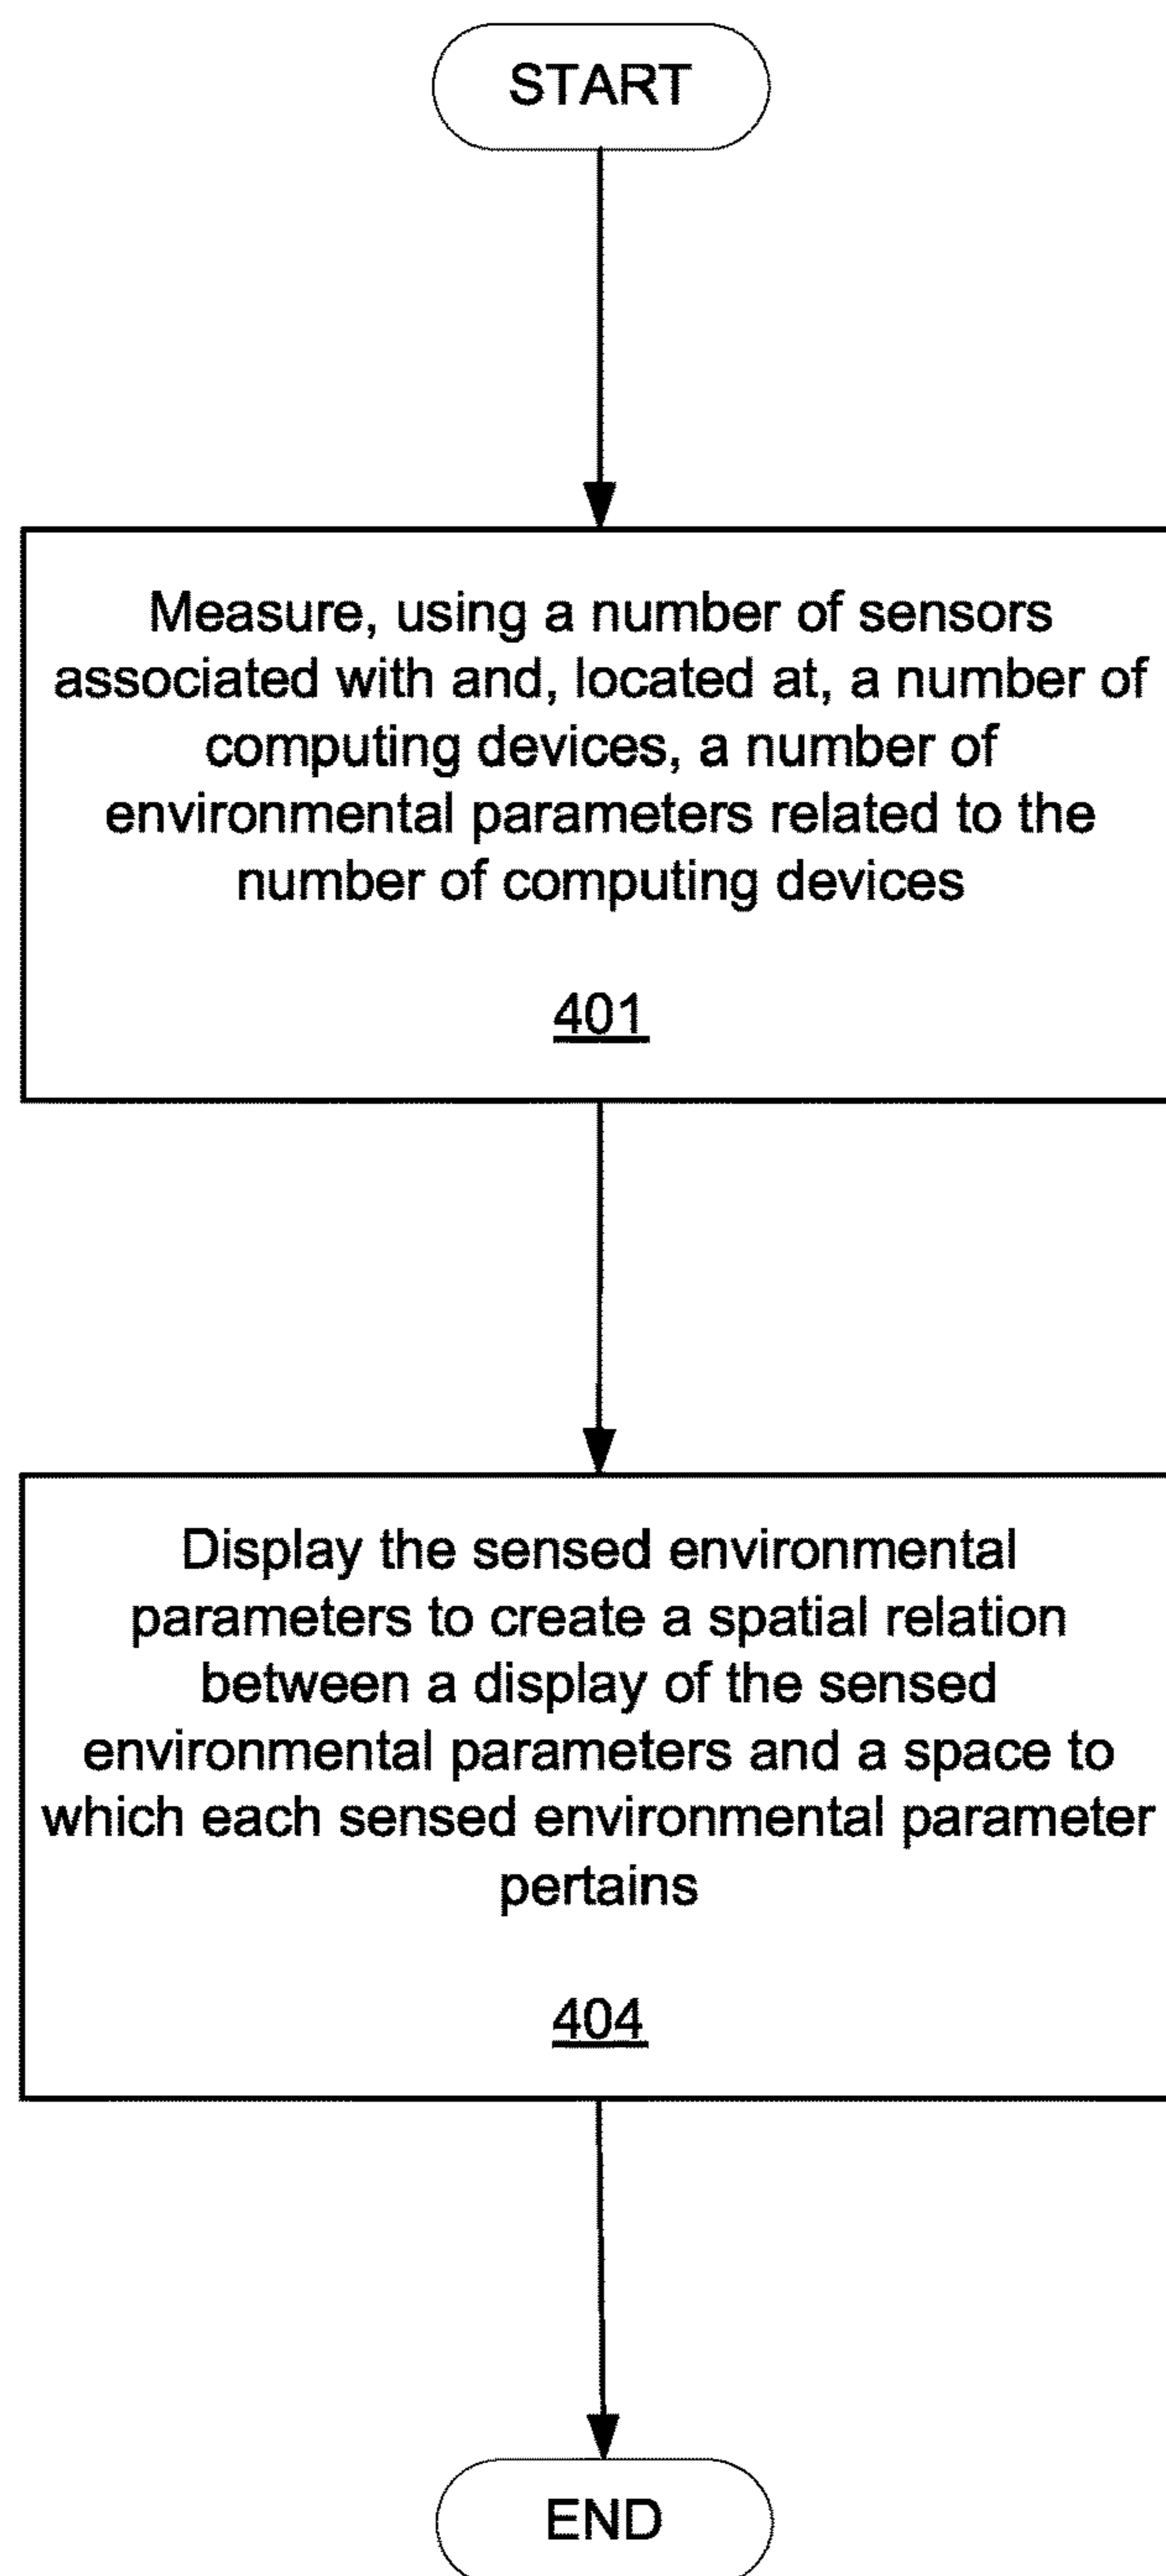 START
Measure, using a number of sensors
associated with and, located at, a number of
computing devices, a number of
environmental parameters related to the
number of computing devices
401
Display the sensed environmental
parameters to create a spatial relation
between a display of the sensed
environmental parameters and a space to
which each sensed environmental parameter
pertains
404
END